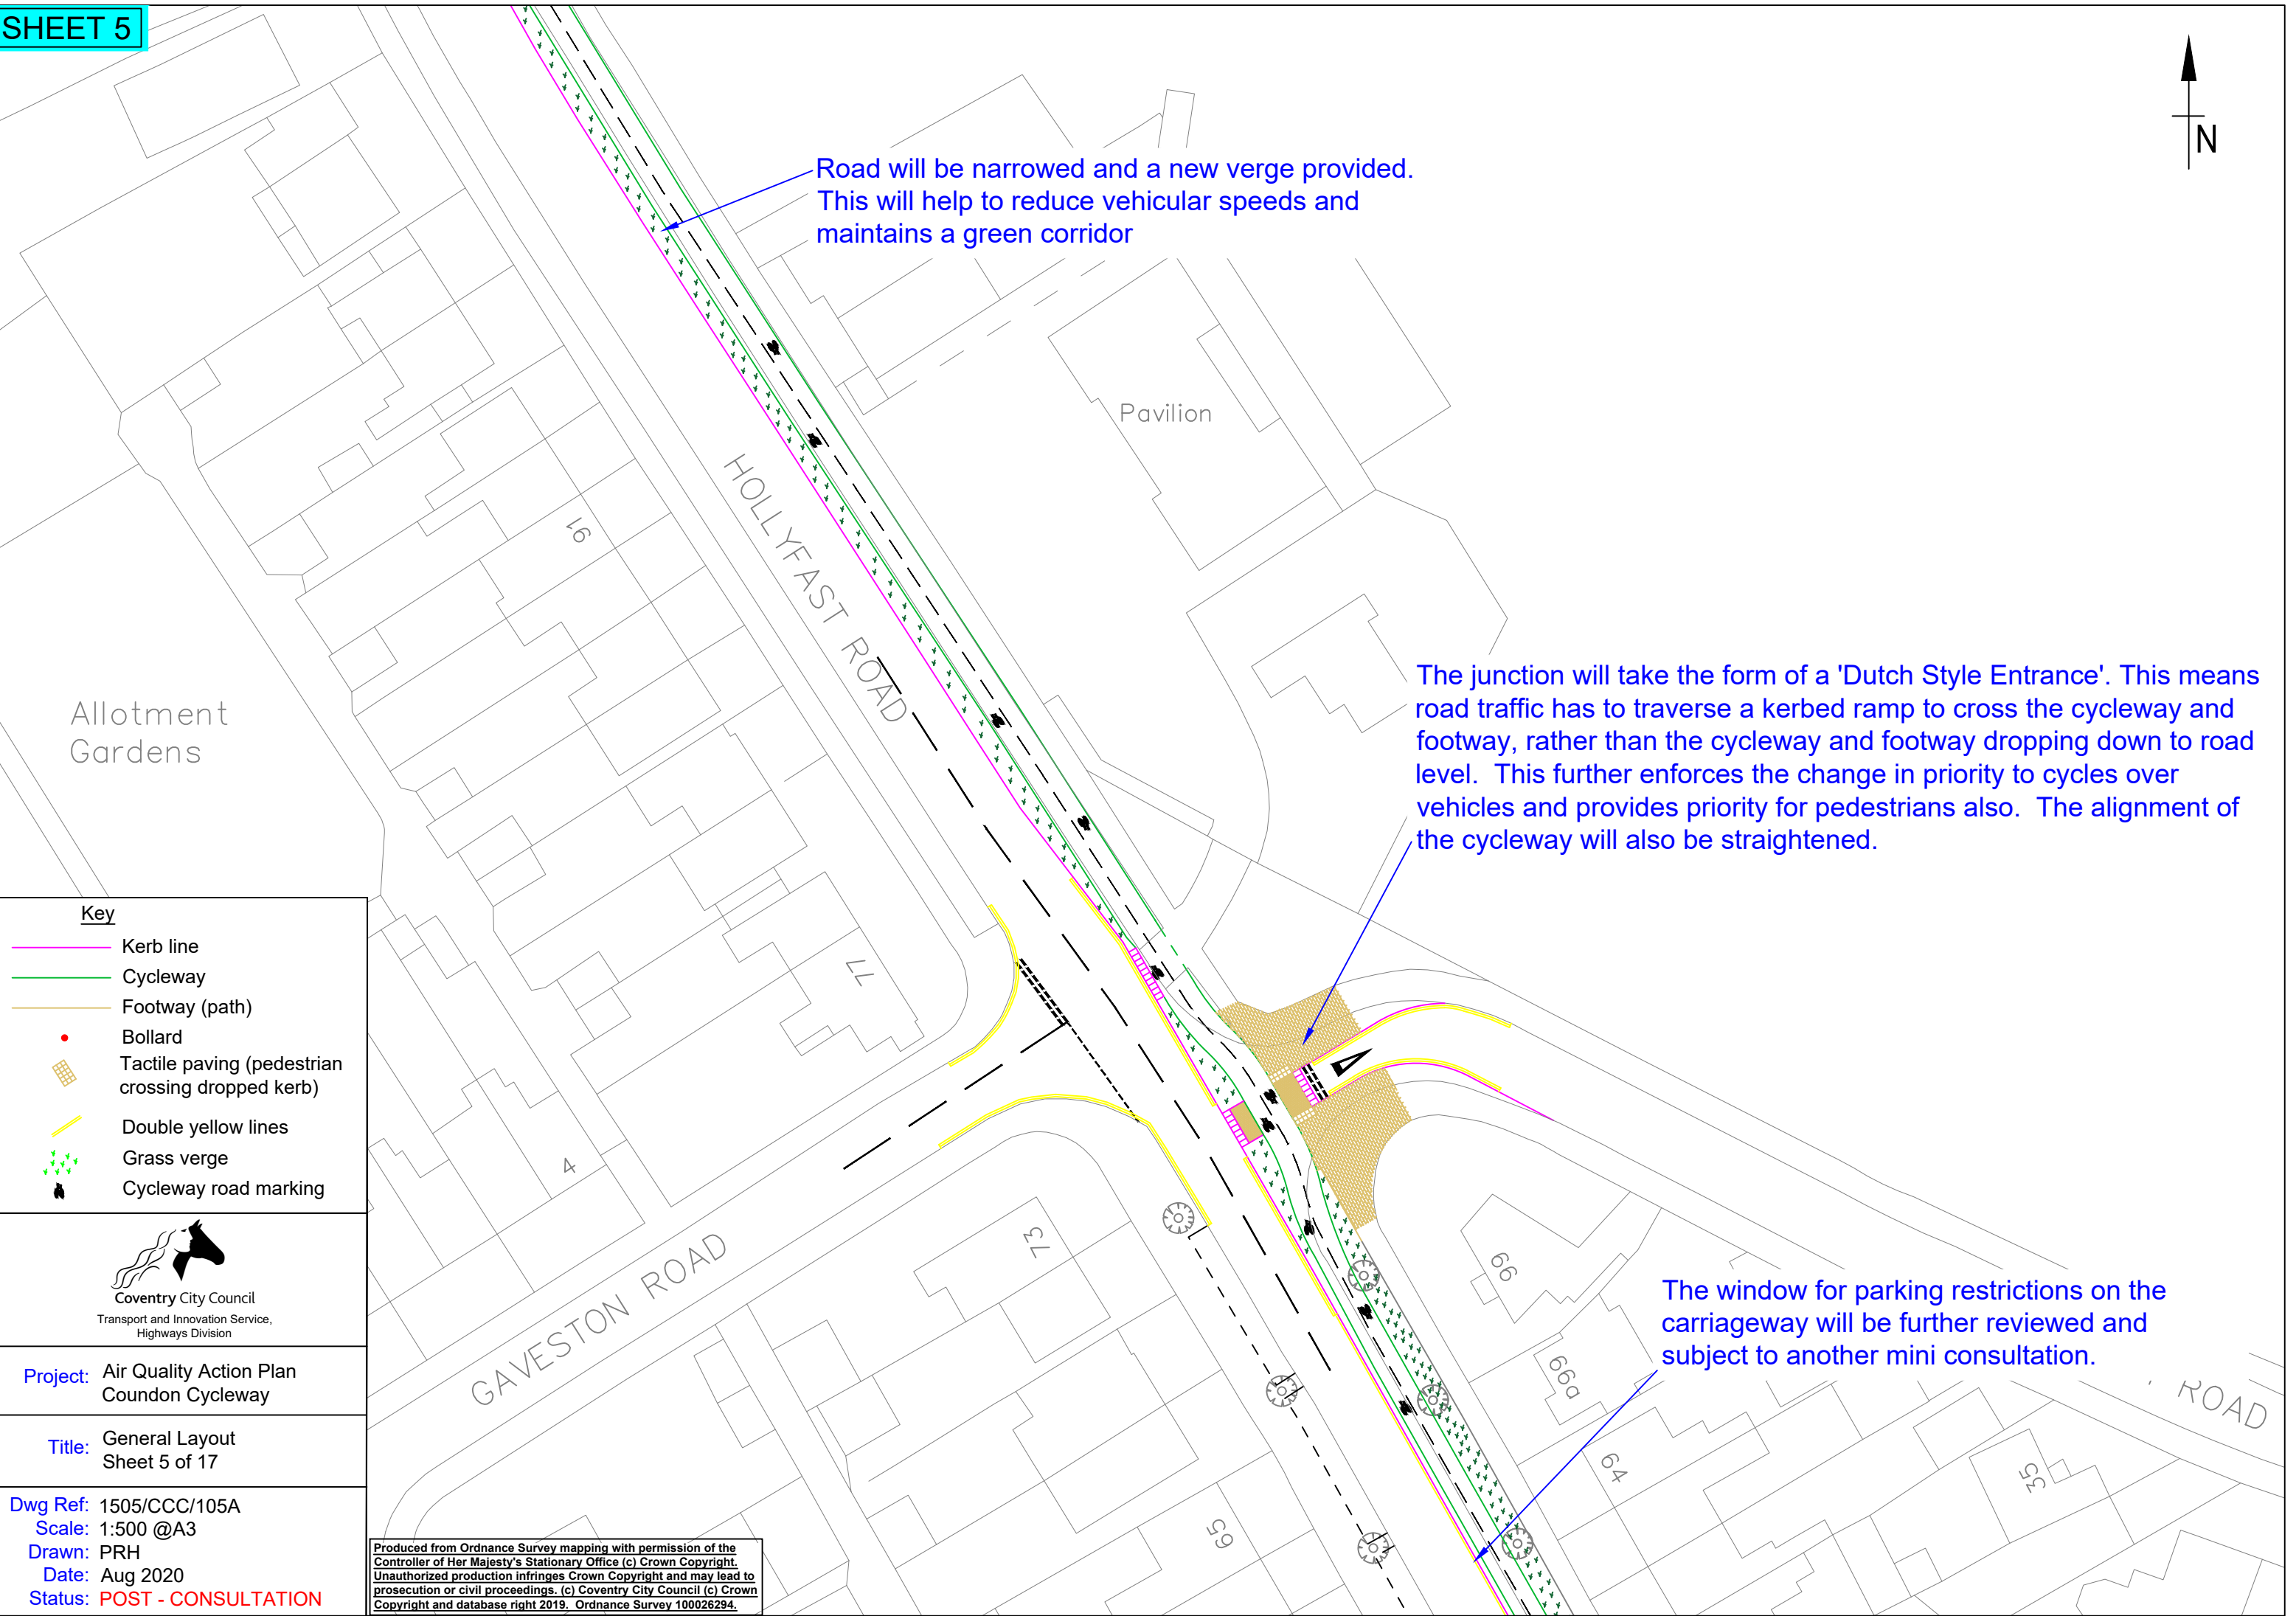 SHEET 5
N
Road will be narrowed and a new verge provided.
This will help to reduce vehicular speeds and
maintains a green corridor
Pavilion
HOLLYFAST ROAD
91
Allotment
Gardens
The junction will take the form of a 'Dutch Style Entrance'. This means
road traffic has to traverse a kerbed ramp to cross the cycleway and
footway, rather than the cycleway and footway dropping down to road
level.  This further enforces the change in priority to cycles over
vehicles and provides priority for pedestrians also.  The alignment of
the cycleway will also be straightened.
77
4
73
GAVESTON ROAD
65
66
66a
64
35
ROAD
The window for parking restrictions on the
carriageway will be further reviewed and
subject to another mini consultation.
Key
Kerb line
Cycleway
Footway (path)
Bollard
Tactile paving (pedestrian
crossing dropped kerb)
Double yellow lines
Grass verge
Cycleway road marking
Coventry City Council
Transport and Innovation Service,
Highways Division
Project: Air Quality Action Plan
Coundon Cycleway
Title: General Layout
Sheet 5 of 17
Dwg Ref: 1505/CCC/105A
Scale: 1:500 @A3
Drawn: PRH
Date: Aug 2020
Status: POST - CONSULTATION
Produced from Ordnance Survey mapping with permission of the
Controller of Her Majesty's Stationary Office (c) Crown Copyright.
Unauthorized production infringes Crown Copyright and may lead to
prosecution or civil proceedings. (c) Coventry City Council (c) Crown
Copyright and database right 2019.  Ordnance Survey 100026294.